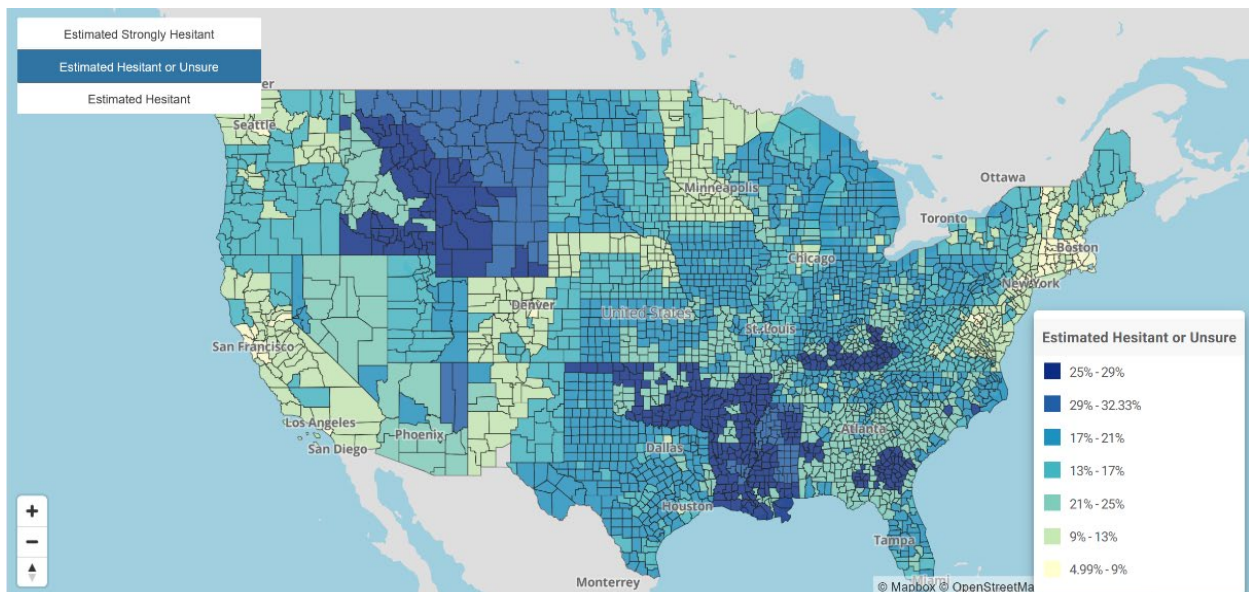 Estimated Strongly Hesitant
Estimated Hesitant or Unsure
Estimated Hesitant
Seattle
Ottawa
Minneapolis
Toronto
Boston
Chicago
New York
Denver
United States
St. Louis
San Francisco
Los Angeles
Phoenix
Atlanta
San Diego
Dallas
Houston
Tampa
Monterrey
Miami
Estimated Hesitant or Unsure
25% - 29%
29% - 32.33%
17% - 21%
13% - 17%
21% - 25%
9% - 13%
4.99% - 9%
+
−
© Mapbox © OpenStreetMa